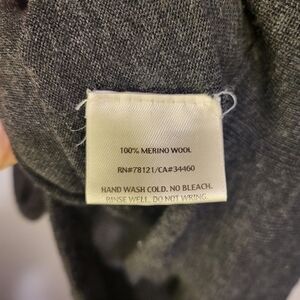 100% MERINO WOOL
RN#78121/CA#34460
HAND WASH COLD. NO BLEACH.
RINSE WELL. DO NOT WRING.